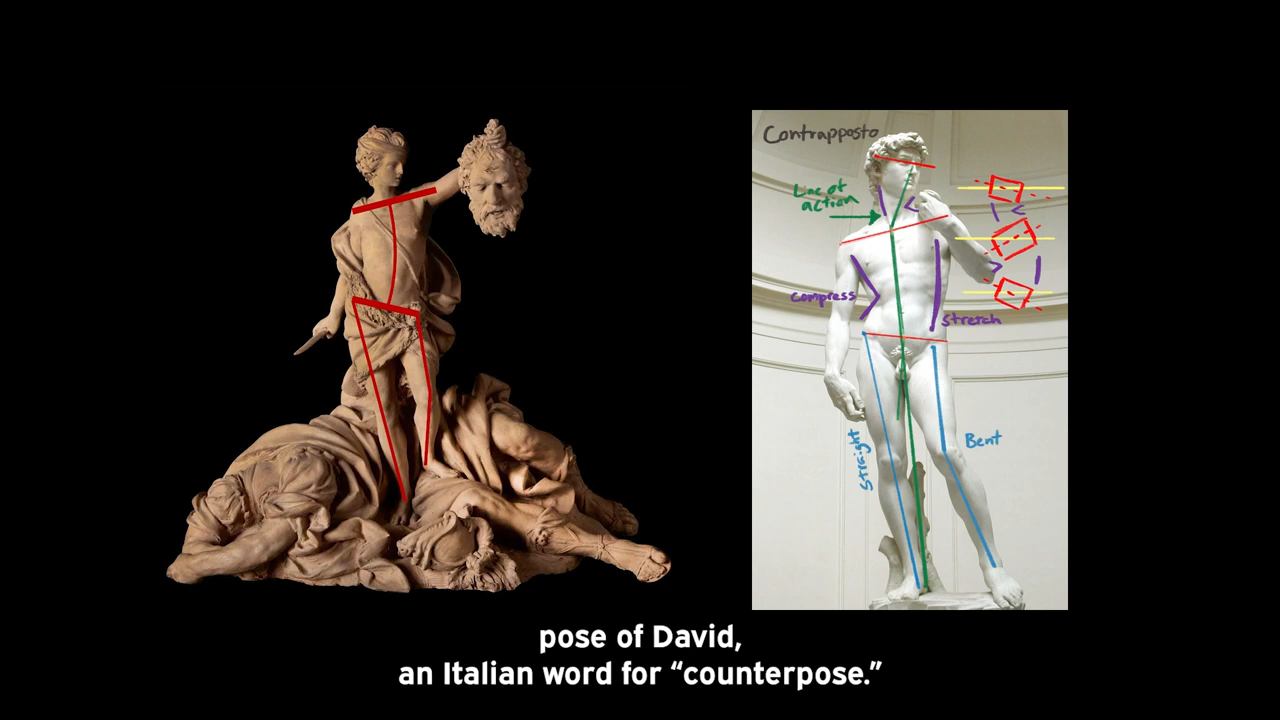 Contrapposto
Line of
action
compress
stretch
straight
Bent
pose of David,
an Italian word for “counterpose.”